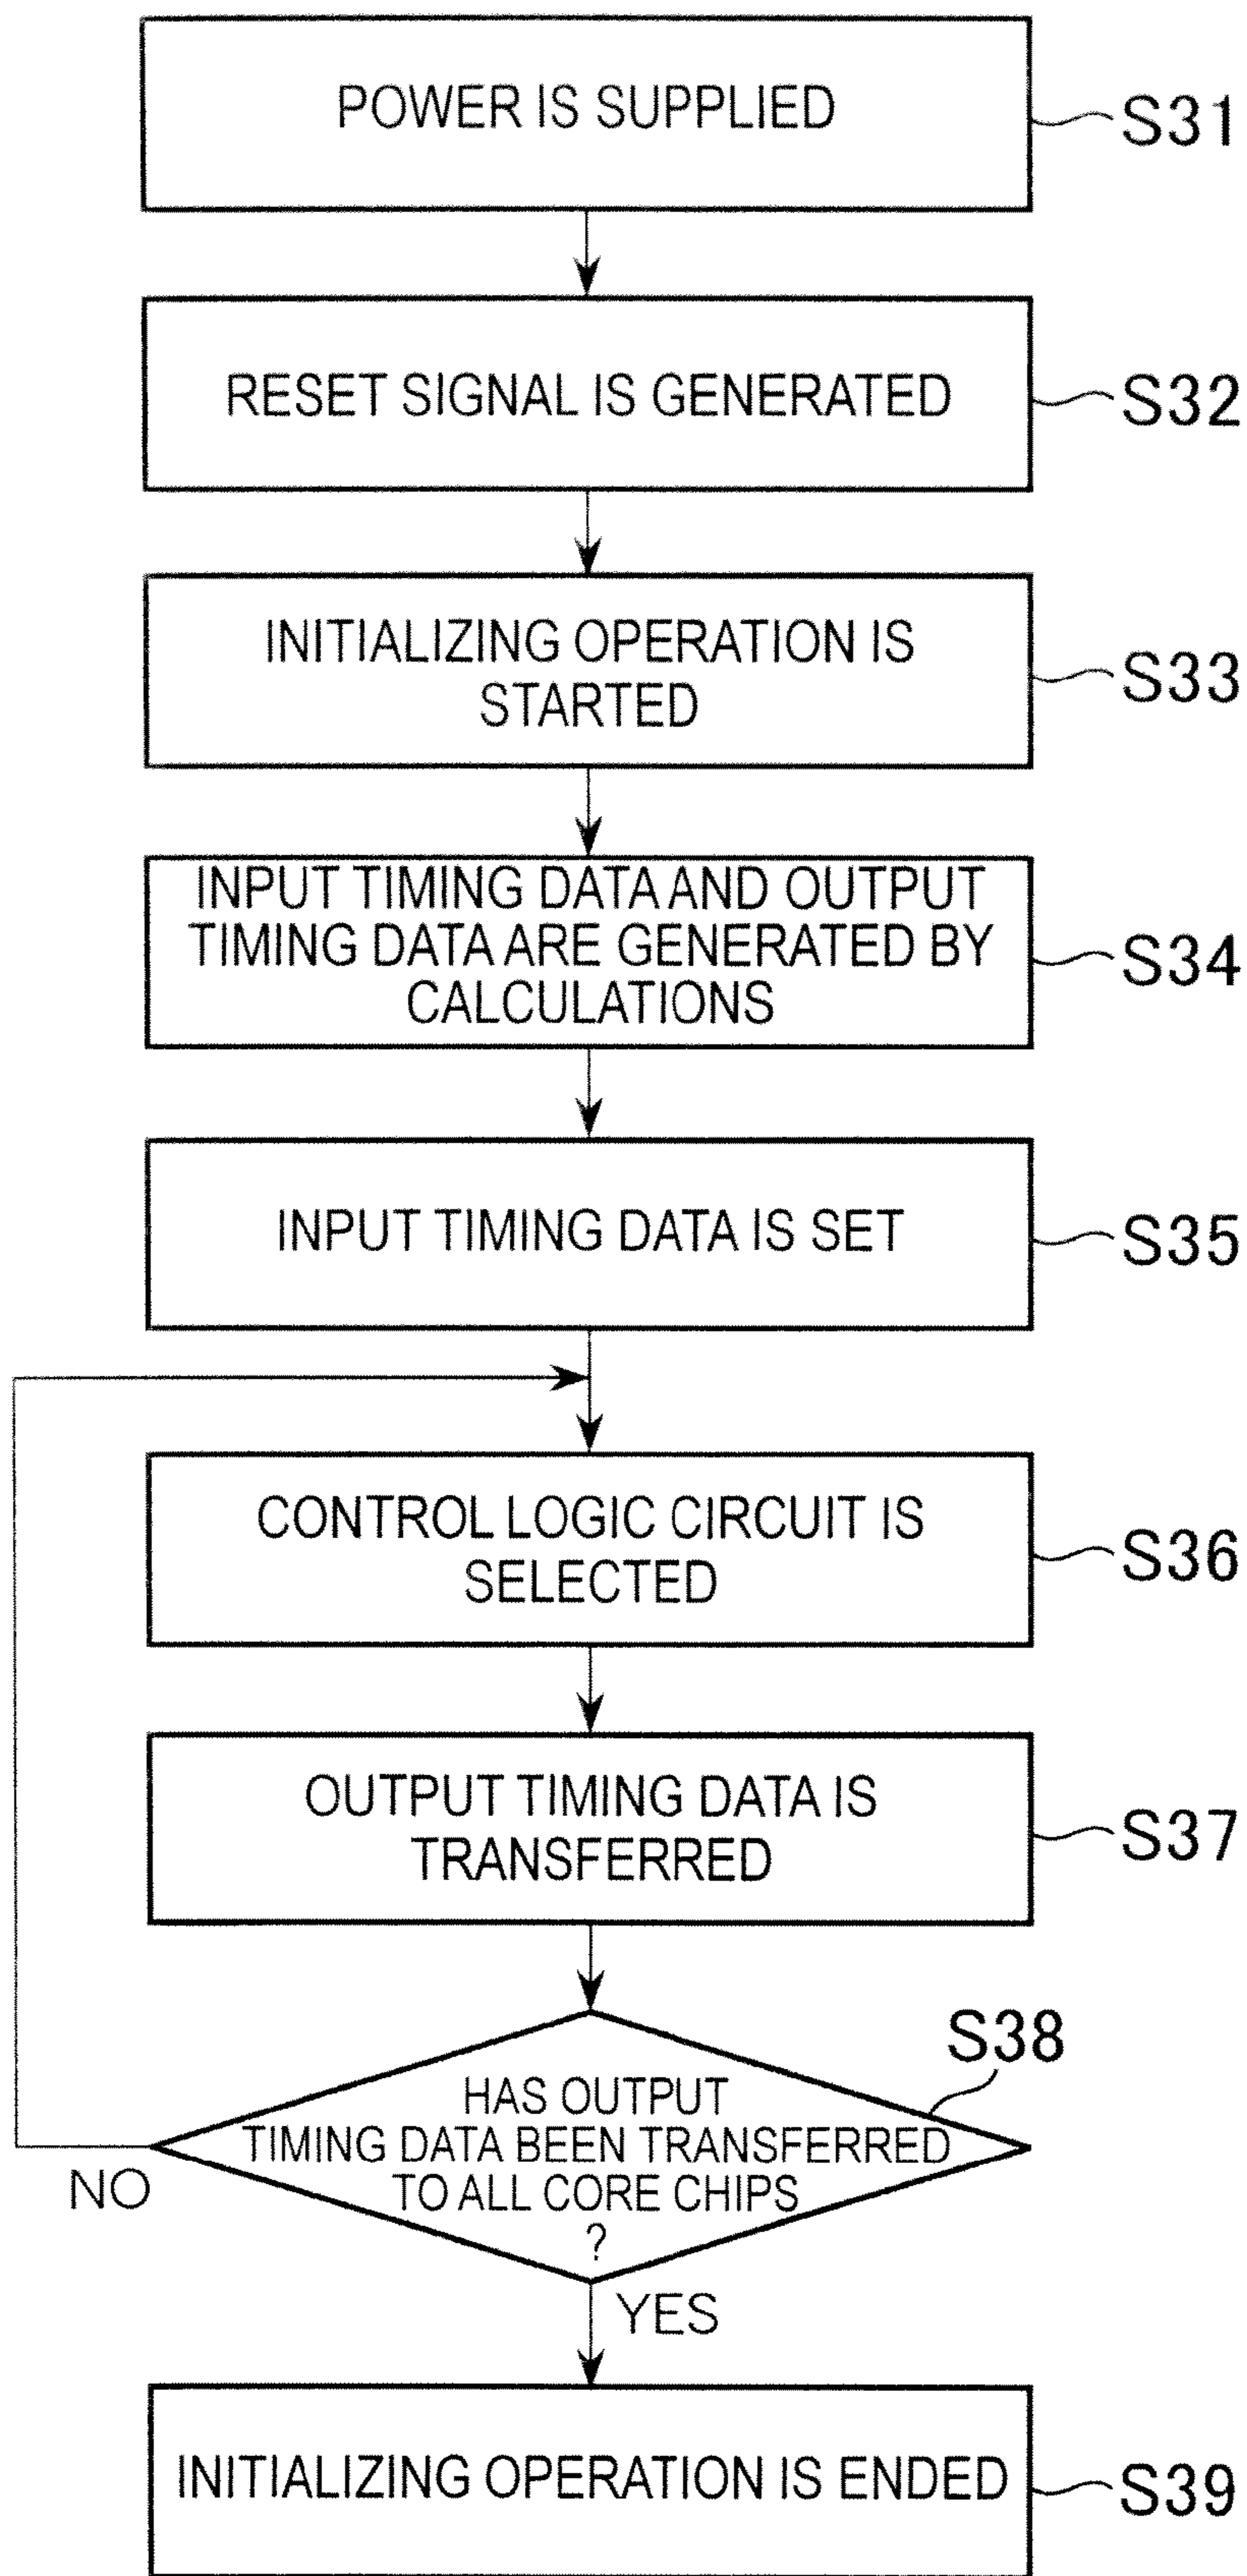 POWER IS SUPPLIED
S31
RESET SIGNAL IS GENERATED
S32
INITIALIZING OPERATION IS
STARTED
S33
INPUT TIMING DATA AND OUTPUT
TIMING DATA ARE GENERATED BY
CALCULATIONS
S34
INPUT TIMING DATA IS SET
S35
CONTROL LOGIC CIRCUIT IS
SELECTED
S36
OUTPUT TIMING DATA IS
TRANSFERRED
S37
S38
HAS OUTPUT
TIMING DATA BEEN TRANSFERRED
TO ALL CORE CHIPS
?
NO
YES
INITIALIZING OPERATION IS ENDED
S39